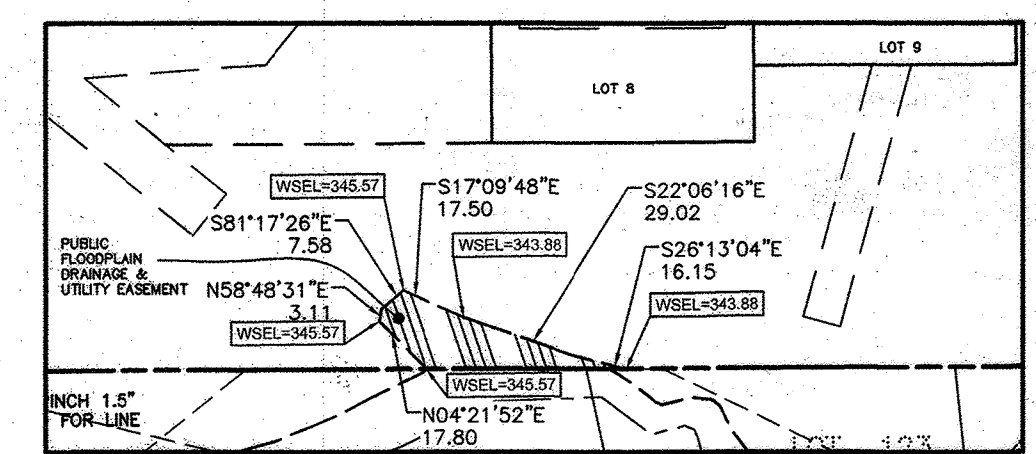 LOT 9
LOT 8
WSEL=345.57
S17°09'48"E
17.50
S22°06'16"E
29.02
S81°17'26"E
7.58
WSEL=343.88
S26°13'04"E
16.15
PUBLIC
FLOODPLAIN
DRAINAGE &
UTILITY EASEMENT
N58°48'31"E
3.11
WSEL=345.57
WSEL=343.88
WSEL=345.57
INCH 1.5"
FOR LINE
N04°21'52"E
17.80
LOT 123